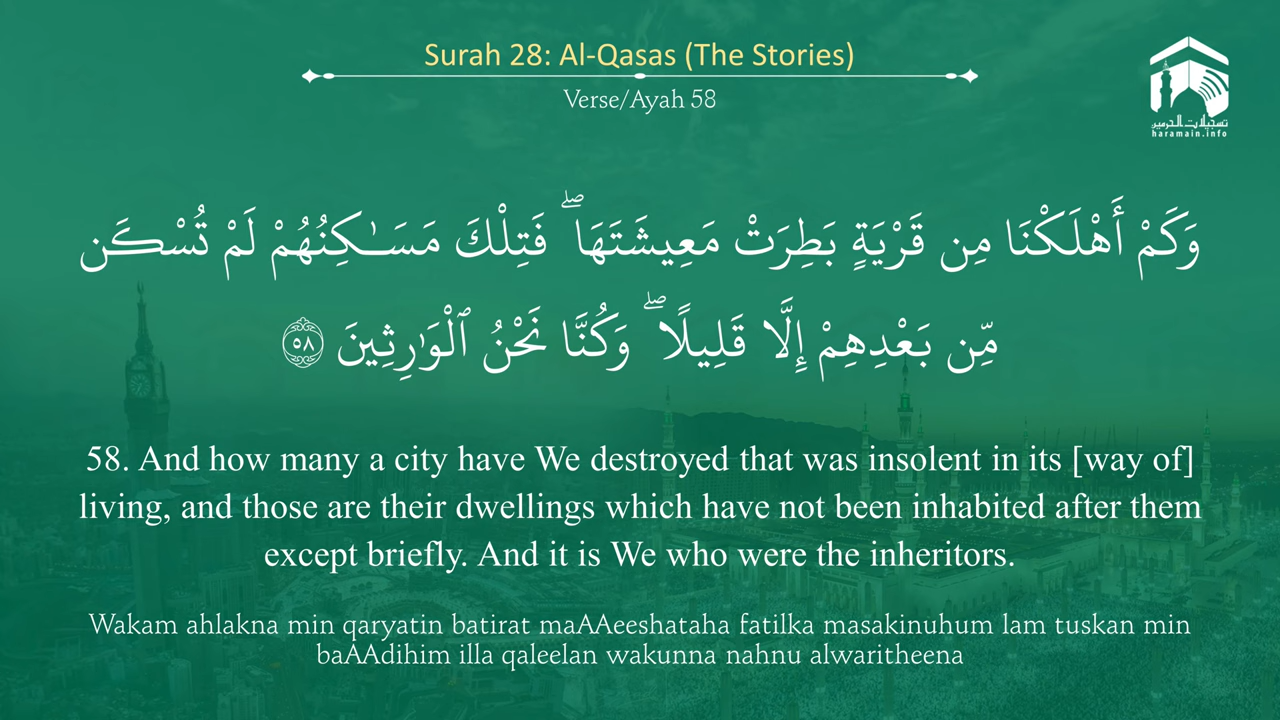 Surah 28: Al-Qasas (The Stories)
Verse/Ayah 58
تسجيلات الحرمين
haramain.info
وَكَمْ أَهْلَكْنَا مِن قَرْيَةٍ بَطِرَتْ مَعِيشَتَهَا ۖ فَتِلْكَ مَسَـٰكِنُهُمْ لَمْ تُسْكَن
مِّن بَعْدِهِمْ إِلَّا قَلِيلًا ۖ وَكُنَّا نَحْنُ ٱلْوَٰرِثِينَ ٥٨
58. And how many a city have We destroyed that was insolent in its [way of]
living, and those are their dwellings which have not been inhabited after them
except briefly. And it is We who were the inheritors.
Wakam ahlakna min qaryatin batirat maAAeeshataha fatilka masakinuhum lam tuskan min
baAAdihim illa qaleelan wakunna nahnu alwaritheena